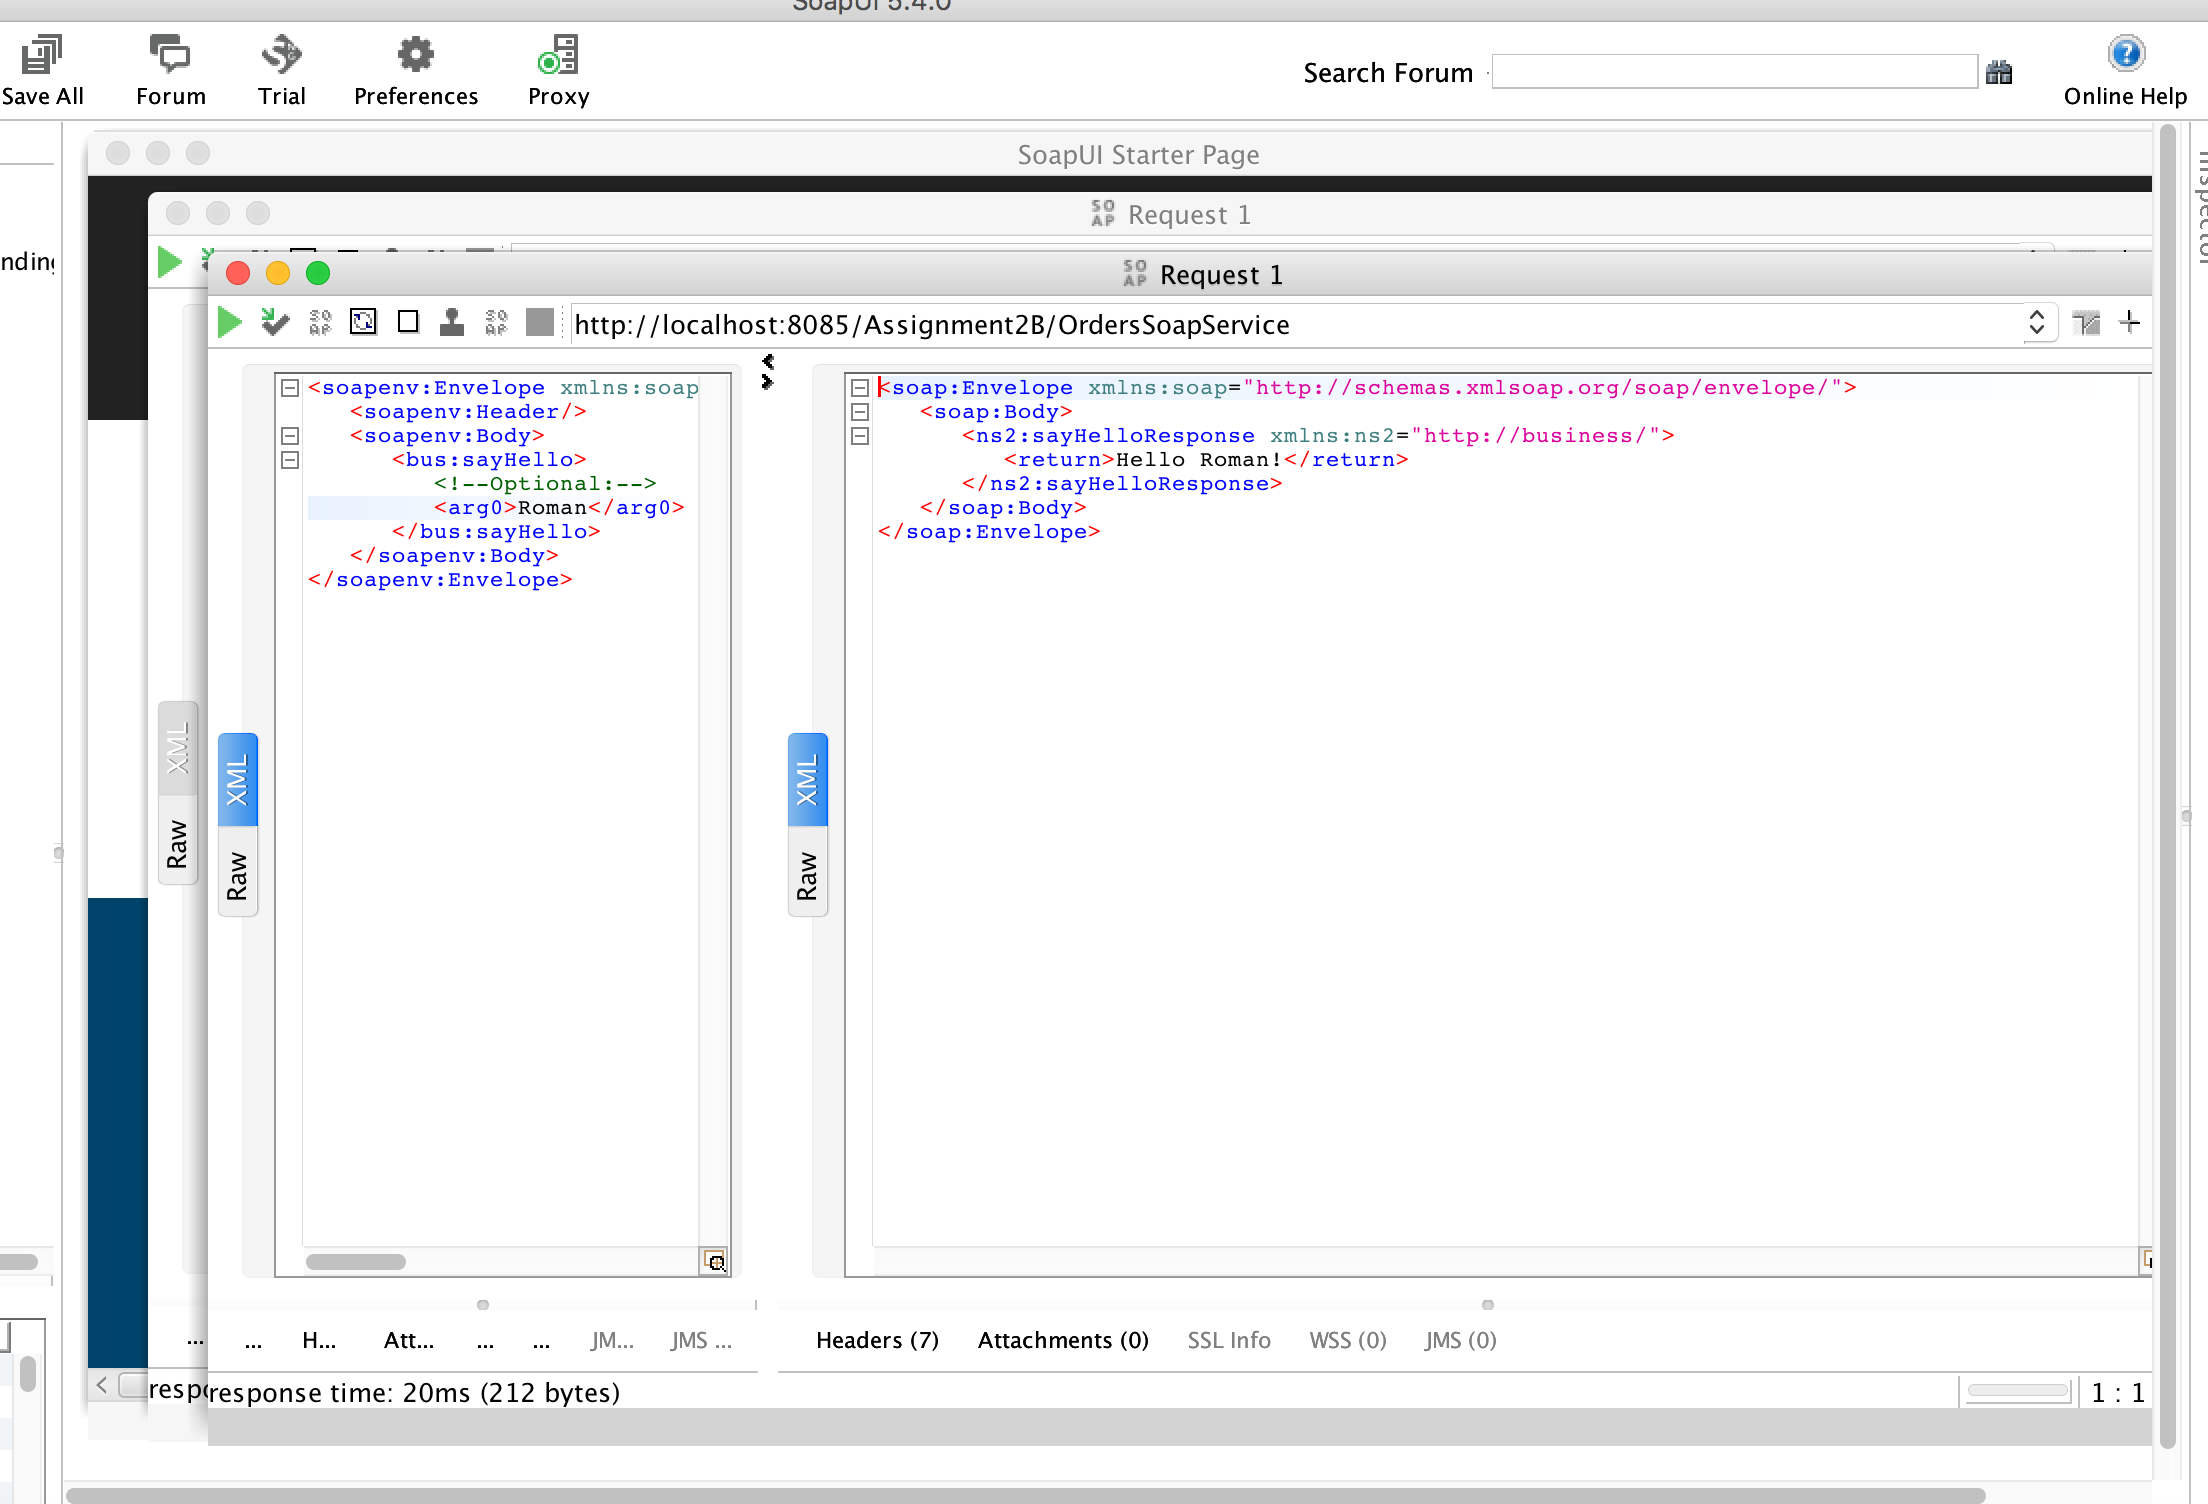 SoapUI 5.4.0
Save All
Forum
Trial
Preferences
Proxy
Search Forum
Online Help
Inspector
SoapUI Starter Page
SO
AP
Request 1
SO
AP
Request 1
http://localhost:8085/Assignment2B/OrdersSoapService
<soapenv:Envelope xmlns:soap
<soapenv:Header/>
<soapenv:Body>
<bus:sayHello>
<!--Optional:-->
<arg0>Roman</arg0>
</bus:sayHello>
</soapenv:Body>
</soapenv:Envelope>
<soap:Envelope xmlns:soap="http://schemas.xmlsoap.org/soap/envelope/">
<soap:Body>
<ns2:sayHelloResponse xmlns:ns2="http://business/">
<return>Hello Roman!</return>
</ns2:sayHelloResponse>
</soap:Body>
</soap:Envelope>
XML
Raw
XML
Raw
XML
Raw
... ... H... Att... ... ... JM... JMS ...
Headers (7) Attachments (0) SSL Info WSS (0) JMS (0)
response time: 20ms (212 bytes)
1 : 1